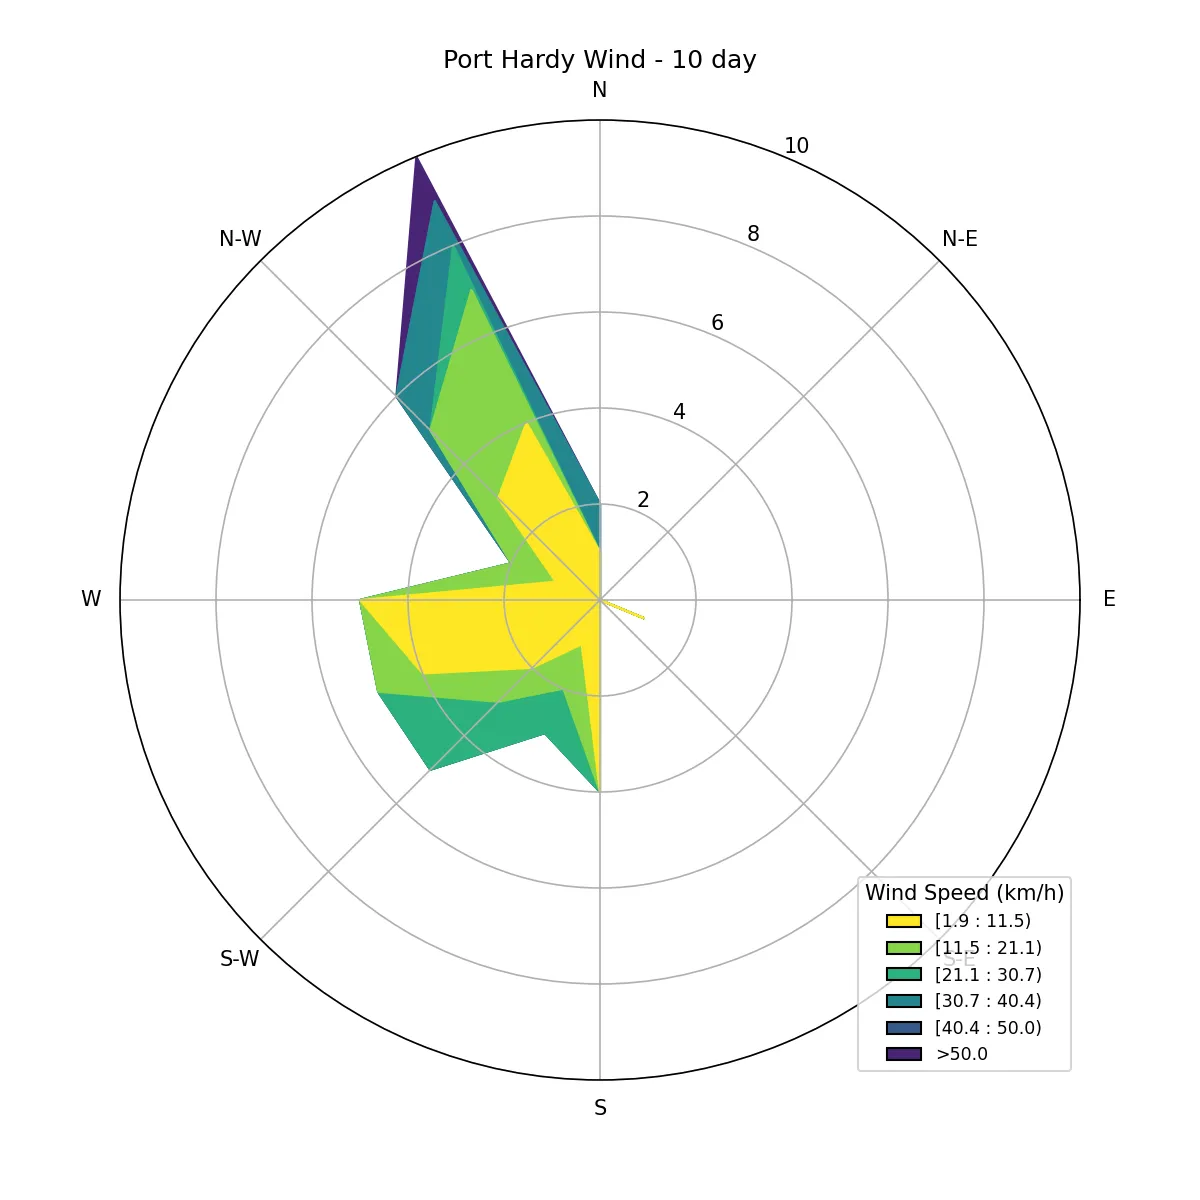 Port Hardy Wind - 10 day
N
10
N-W
8
N-E
6
4
2
W
E
Wind Speed (km/h)
[1.9 : 11.5)
[11.5 : 21.1)
[21.1 : 30.7)
[30.7 : 40.4)
[40.4 : 50.0)
>50.0
S-W
S-E
S